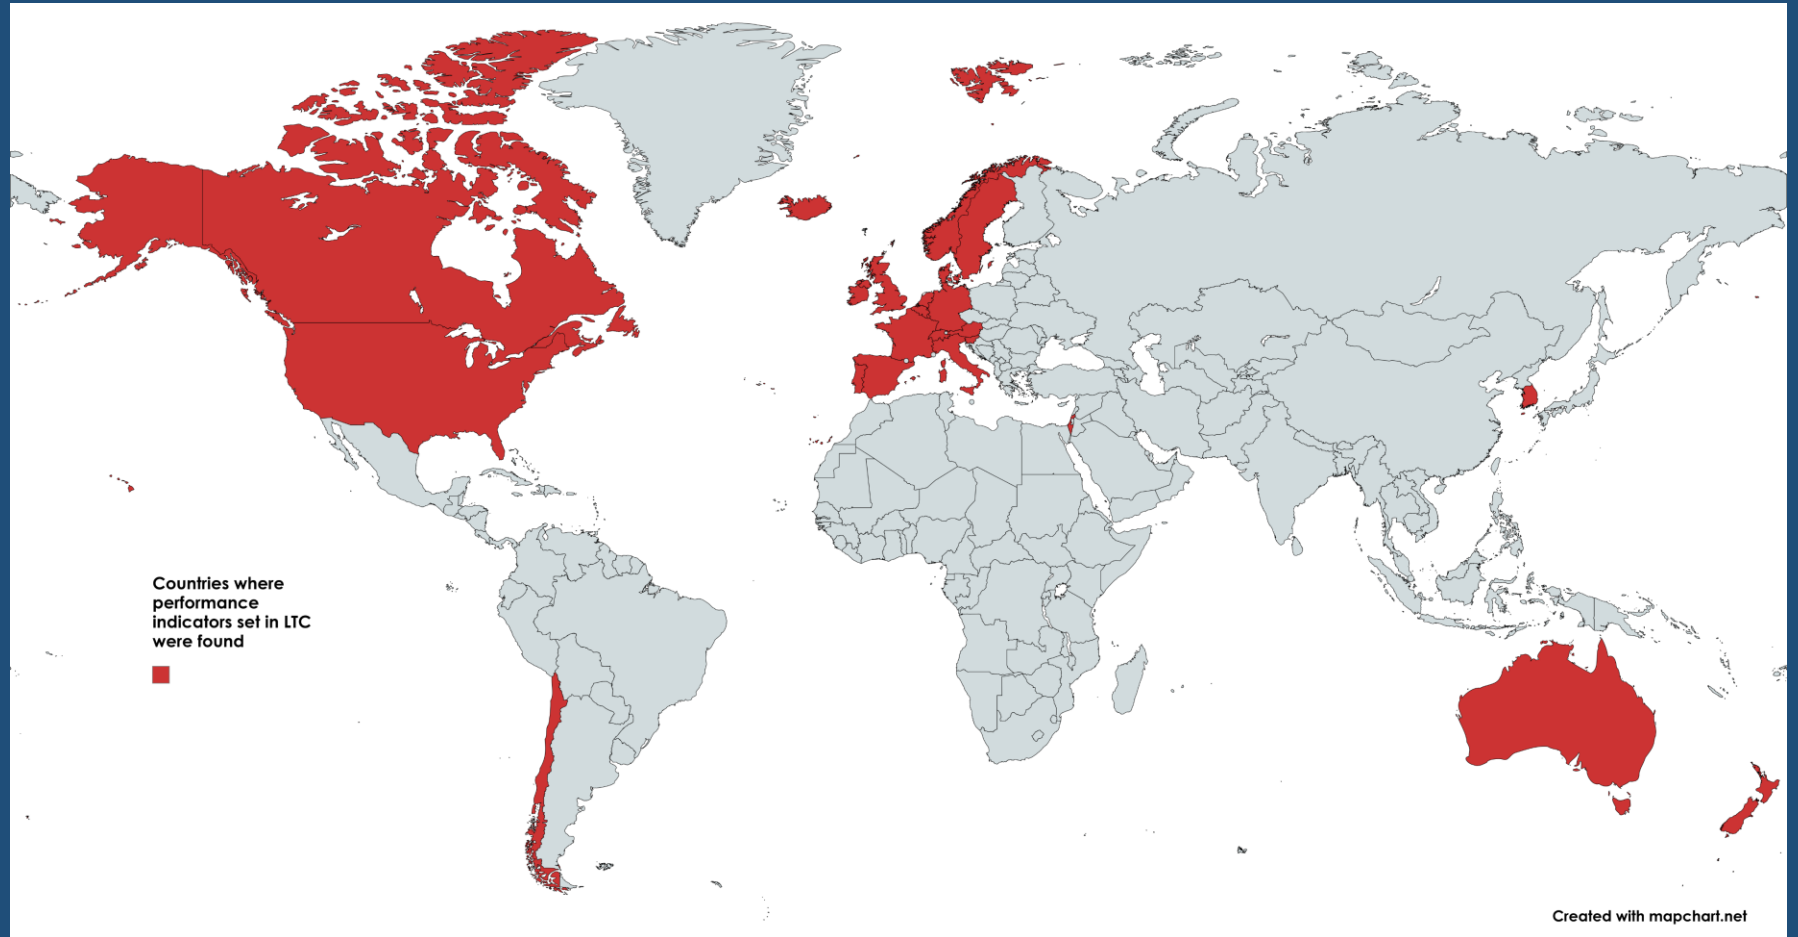 Countries where
performance
indicators set in LTC
were found
Created with mapchart.net